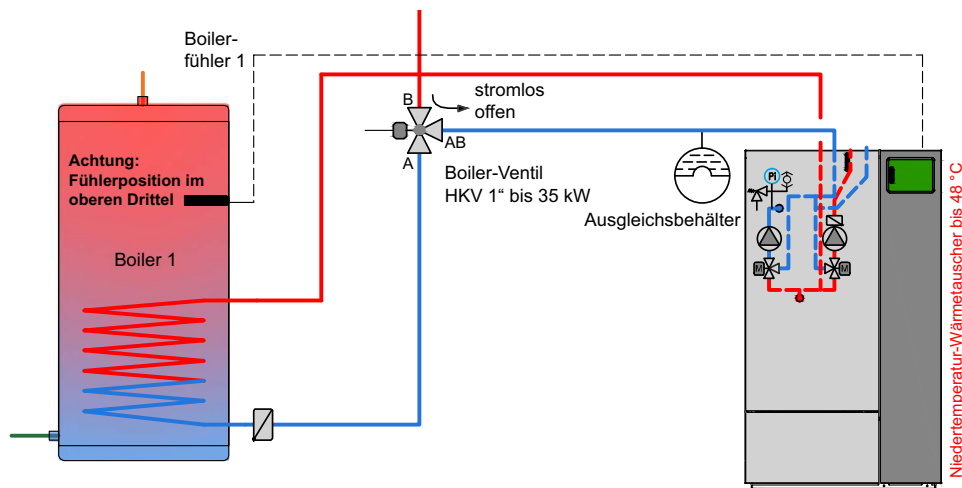 Boiler-
fühler 1
stromlos
offen
B
AB
A
Achtung:
Fühlerposition im
oberen Drittel
Boiler-Ventil
HKV 1“ bis 35 kW
Ausgleichsbehälter
Boiler 1
PI
M
M
Niedertemperatur-Wärmetauscher bis 48 °C